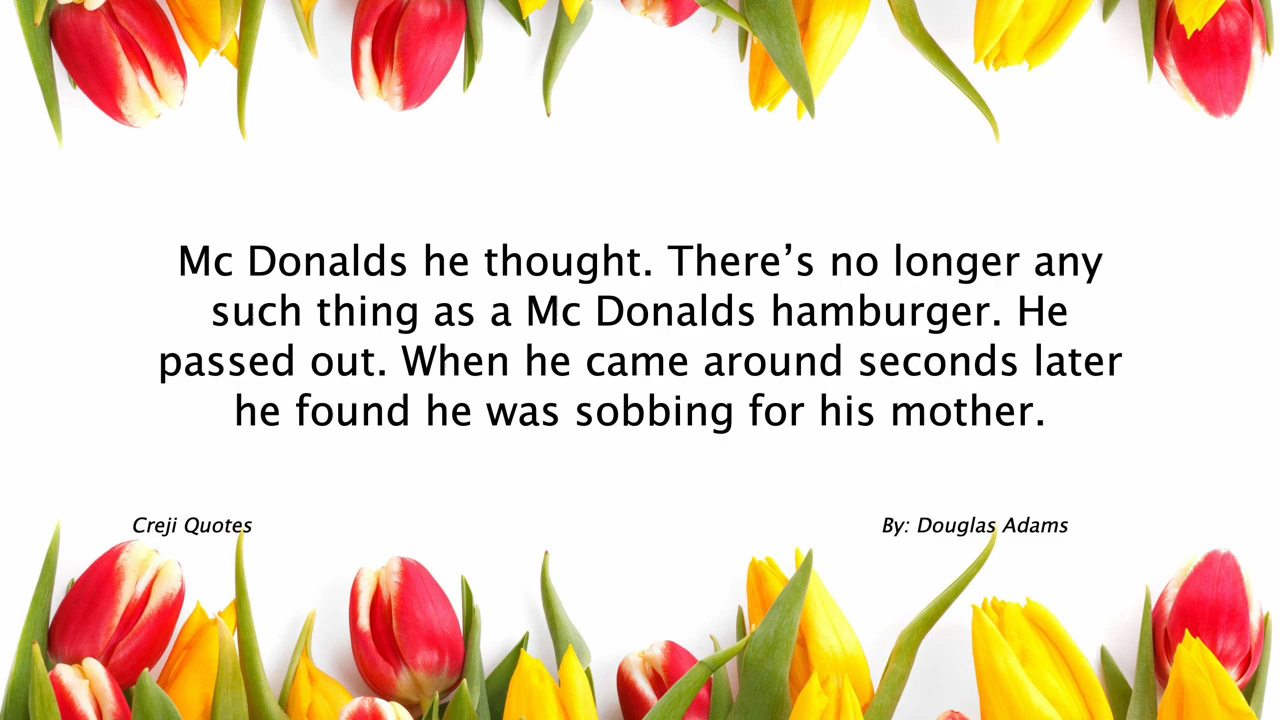 Mc Donalds he thought. There’s no longer any
such thing as a Mc Donalds hamburger. He
passed out. When he came around seconds later
he found he was sobbing for his mother.
Creji Quotes
By: Douglas Adams